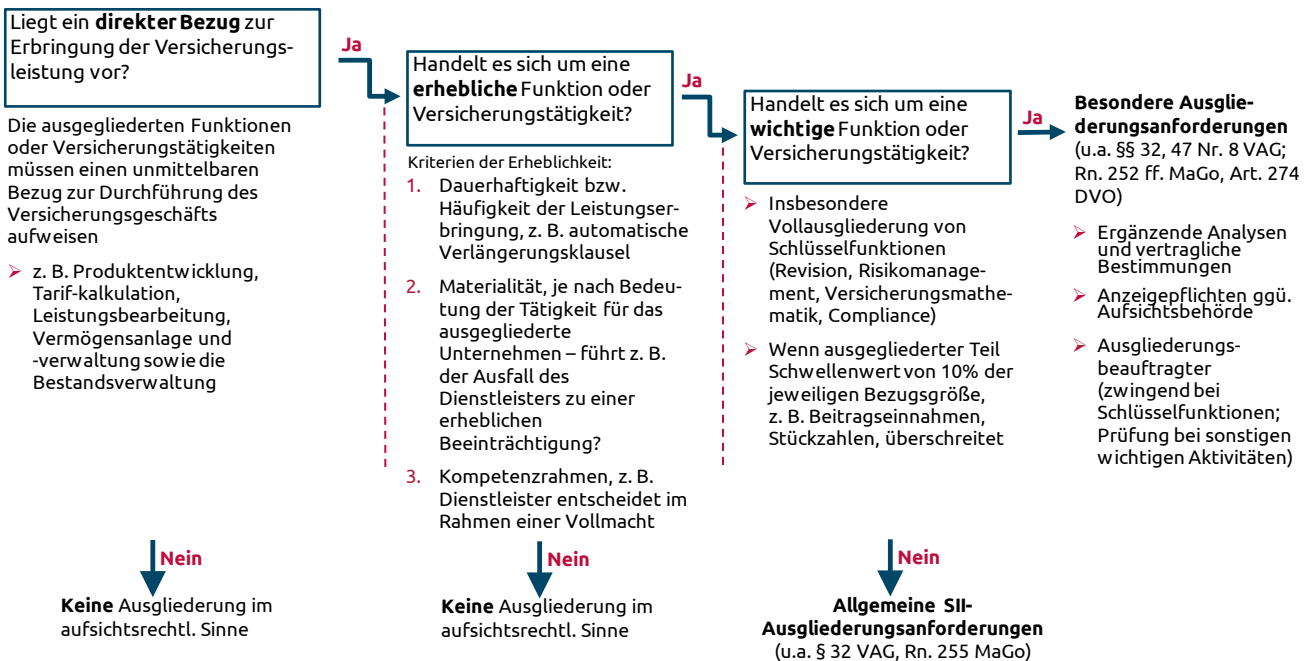 Liegt ein direkter Bezug zur
Erbringung der Versicherungs-
leistung vor?
Ja
Die ausgegliederten Funktionen
oder Versicherungstätigkeiten
müssen einen unmittelbaren
Bezug zur Durchführung des
Versicherungsgeschäfts
aufweisen
➢ z. B. Produktentwicklung,
Tarif-kalkulation,
Leistungsbearbeitung,
Vermögensanlage und
-verwaltung sowie die
Bestandsverwaltung
Nein
Keine Ausgliederung im
aufsichtsrechtl. Sinne
Handelt es sich um eine
erhebliche Funktion oder
Versicherungstätigkeit?
Ja
Kriterien der Erheblichkeit:
1. Dauerhaftigkeit bzw.
Häufigkeit der Leistungser-
bringung, z. B. automatische
Verlängerungsklausel
2. Materialität, je nach Bedeu-
tung der Tätigkeit für das
ausgegliederte
Unternehmen – führt z. B.
der Ausfall des
Dienstleisters zu einer
erheblichen
Beeinträchtigung?
3. Kompetenzrahmen, z. B.
Dienstleister entscheidet im
Rahmen einer Vollmacht
Nein
Keine Ausgliederung im
aufsichtsrechtl. Sinne
Handelt es sich um eine
wichtige Funktion oder
Versicherungstätigkeit?
Ja
➢ Insbesondere
Vollausgliederung von
Schlüsselfunktionen
(Revision, Risikomanage-
ment, Versicherungsmathe-
matik, Compliance)
➢ Wenn ausgegliederter Teil
Schwellenwert von 10% der
jeweiligen Bezugsgröße,
z. B. Beitragseinnahmen,
Stückzahlen, überschreitet
Nein
Allgemeine SII-
Ausgliederungsanforderungen
(u.a. § 32 VAG, Rn. 255 MaGo)
Besondere Ausglie-
derungsanforderungen
(u.a. §§ 32, 47 Nr. 8 VAG;
Rn. 252 ff. MaGo, Art. 274
DVO)
➢ Ergänzende Analysen
und vertragliche
Bestimmungen
➢ Anzeigepflichten ggü.
Aufsichtsbehörde
➢ Ausgliederungs-
beauftragter
(zwingend bei
Schlüsselfunktionen;
Prüfung bei sonstigen
wichtigen Aktivitäten)